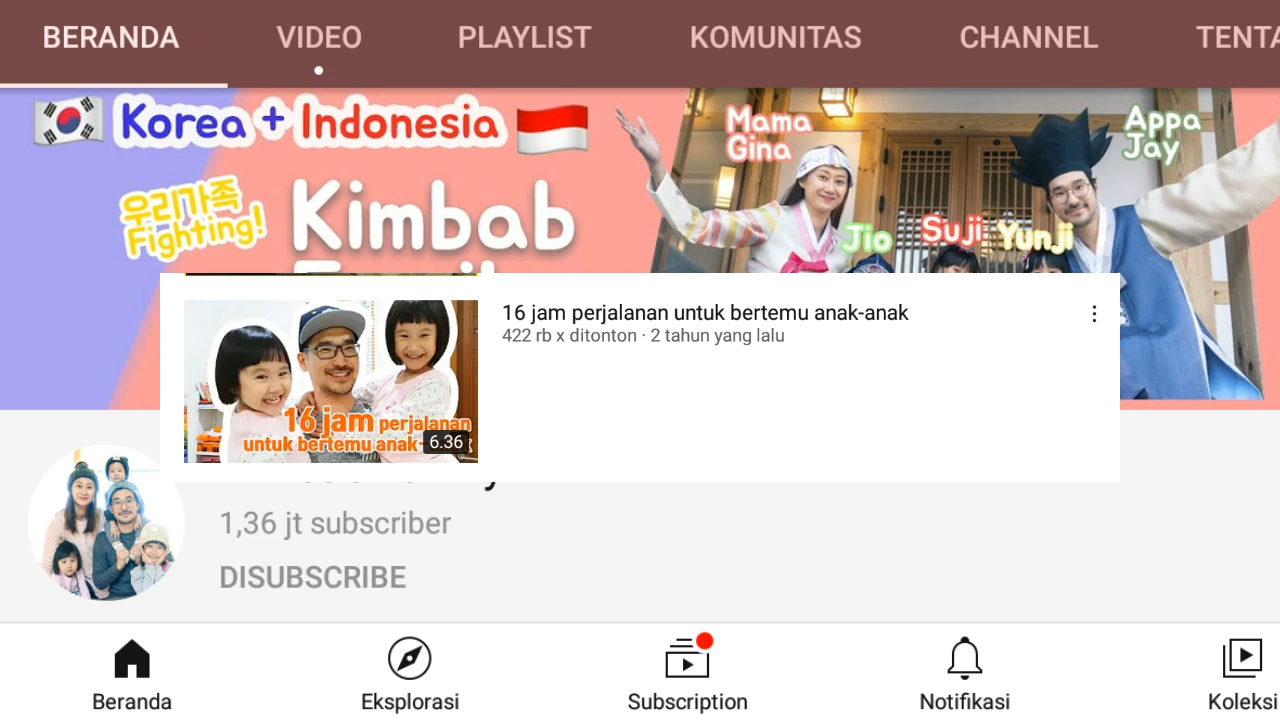 BERANDA VIDEO PLAYLIST KOMUNITAS CHANNEL
Korea + Indonesia
Mama
Gina
Appa
Jay
우리가족
Fighting!
Kimbab
Jio Suji Yunji
16 jam perjalanan untuk bertemu anak-anak
422 rb x ditonton · 2 tahun yang lalu
16 jam perjalanan
untuk bertemu anak-
6.36
1,36 jt subscriber
DISUBSCRIBE
Beranda Eksplorasi Subscription Notifikasi Koleksi